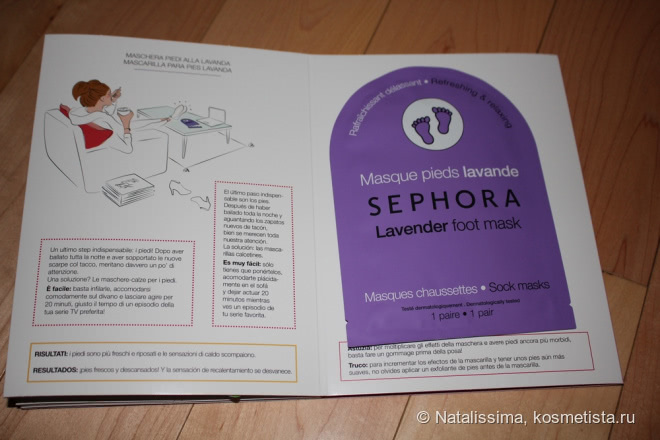 MASCHERA PIEDI ALLA LAVANDA
MASCARILLA PARA PIES LAVANDA
El último paso indispen-
sable son los pies.
Después de haber
bailado toda la noche y
aguantando los zapatos
nuevos de tacón,
bien se merecen toda
nuestra atención.
La solución: las masca-
rillas calcetines.
Es muy fácil: sólo
tienes que ponértelos,
acomodarte plácida-
mente en el sofá
y dejar actuar 20
minutos mientras
ves un episodio de
tu serie favorita.
Un ultimo step indispensabile: i piedi! Dopo aver
ballato tutta la notte e aver sopportato le nuove
scarpe col tacco, meritano davvero un po' di
attenzione.
Una soluzione? Le maschere-calze per i piedi.
È facile: basta infilarle, accomodarsi
comodamente sul divano e lasciare agire per
20 minuti, giusto il tempo di un episodio della
tua serie TV preferita!
RISULTATI: i piedi sono più freschi e riposati e le sensazioni di caldo scompaiono.
RESULTADOS: ¡pies frescos y descansados! Y la sensación de recalentamiento se desvanece.
Rafraîchissant délassant • Refreshing & relaxing
Masque pieds lavande
SEPHORA
Lavender foot mask
Masques chaussettes • Sock masks
Testé dermatologiquement • Dermatologically tested
1 paire • 1 pair
Astuzia: per moltiplicare gli effetti della maschera e avere piedi ancora più morbidi,
basta fare un gommage prima della posa!
Truco: para incrementar los efectos de la mascarilla y tener unos pies aún más
suaves, no olvides aplicar un exfoliante de pies antes de la mascarilla.
© Natalissima, kosmetista.ru